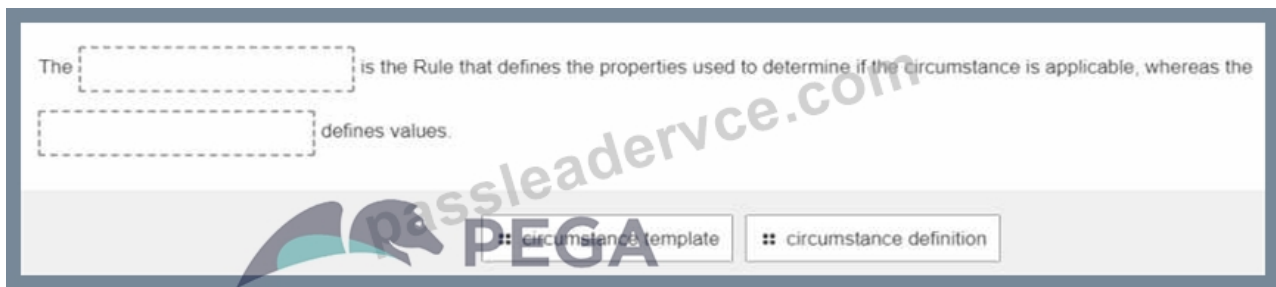 The is the Rule that defines the properties used to determine if the circumstance is applicable, whereas the
defines values.
passleadervce.com
PEGA
circumstance template circumstance definition